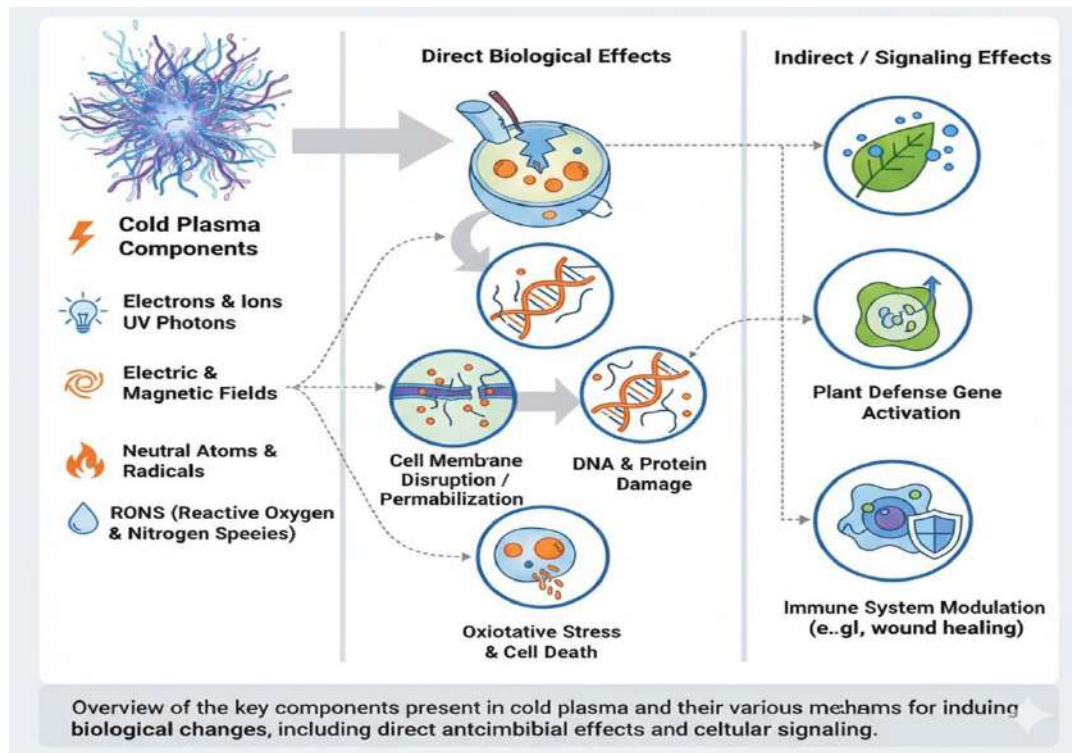 Direct Biological Effects
Indirect / Signaling Effects
Cold Plasma
Components
Electrons & Ions
UV Photons
Electric &
Magnetic Fields
Neutral Atoms &
Radicals
RONS (Reactive Oxygen
& Nitrogen Speeies)
Cell Membrane
Disruption /
Permabilization
DNA & Protein
Damage
Oxiotative Stress
& Cell Death
Plant Defense Gene
Activation
Immune System Modulation
(e..gl, wound healing)
Overview of the key components present in cold plasma and their various mechams for induing
biological changes, including direct antcimbibial effects and celtular signaling.